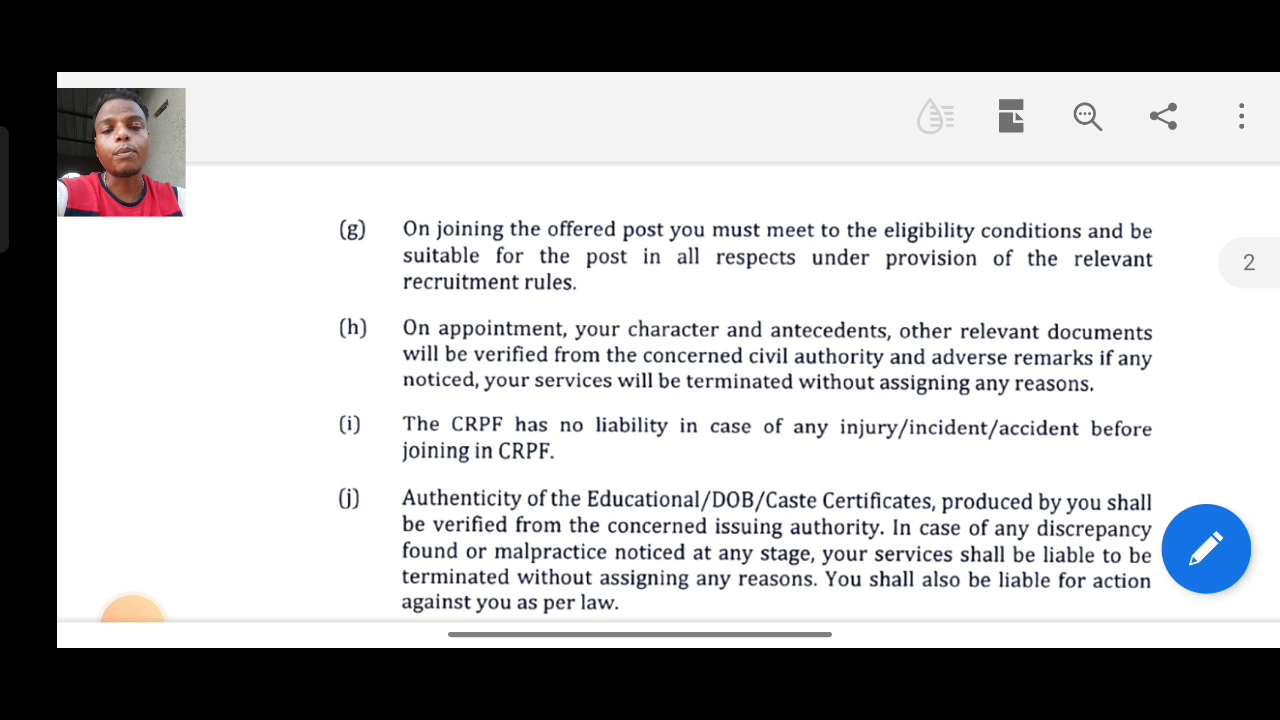 (g) On joining the offered post you must meet to the eligibility conditions and be
suitable for the post in all respects under provision of the relevant
recruitment rules.
2
(h) On appointment, your character and antecedents, other relevant documents
will be verified from the concerned civil authority and adverse remarks if any
noticed, your services will be terminated without assigning any reasons.
(i) The CRPF has no liability in case of any injury/incident/accident before
joining in CRPF.
(j) Authenticity of the Educational/DOB/Caste Certificates, produced by you shall
be verified from the concerned issuing authority. In case of any discrepancy
found or malpractice noticed at any stage, your services shall be liable to be
terminated without assigning any reasons. You shall also be liable for action
against you as per law.